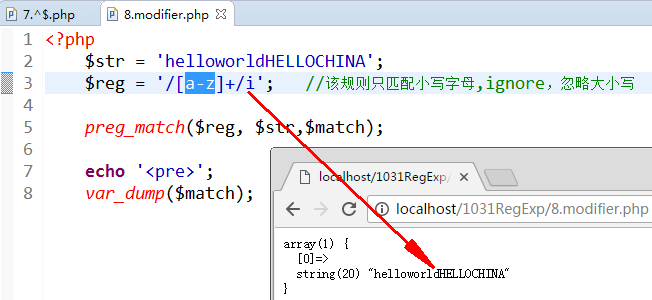 7.^$.php
8.modifier.php
1 <?php
2 $str = 'helloworldHELLOCHINA';
3 $reg = '/[a-z]+/i'; //该规则只匹配小写字母,ignore，忽略大小写
4
5 preg_match($reg, $str,$match);
6
7 echo '<pre>';
8 var_dump($match);
localhost/1031RegExp/
localhost/1031RegExp/8.modifier.php
array(1) {
[0]=>
string(20) "helloworldHELLOCHINA"
}